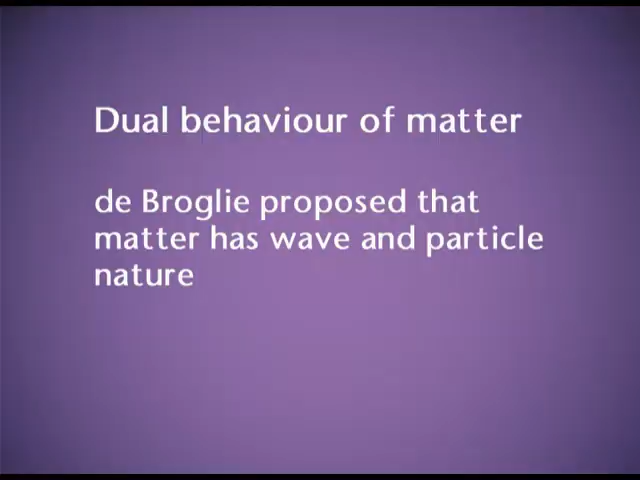 Dual behaviour of matter
de Broglie proposed that
matter has wave and particle
nature